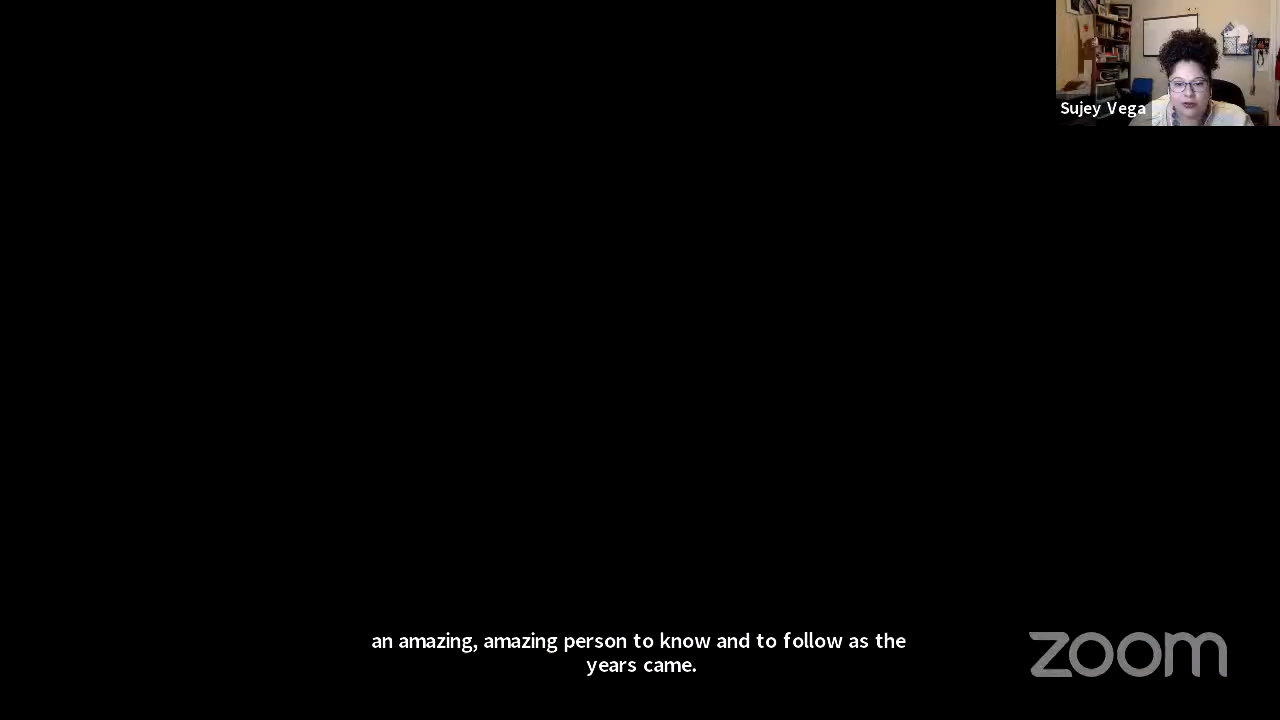 Sujey Vega
an amazing, amazing person to know and to follow as the
years came.
zoom